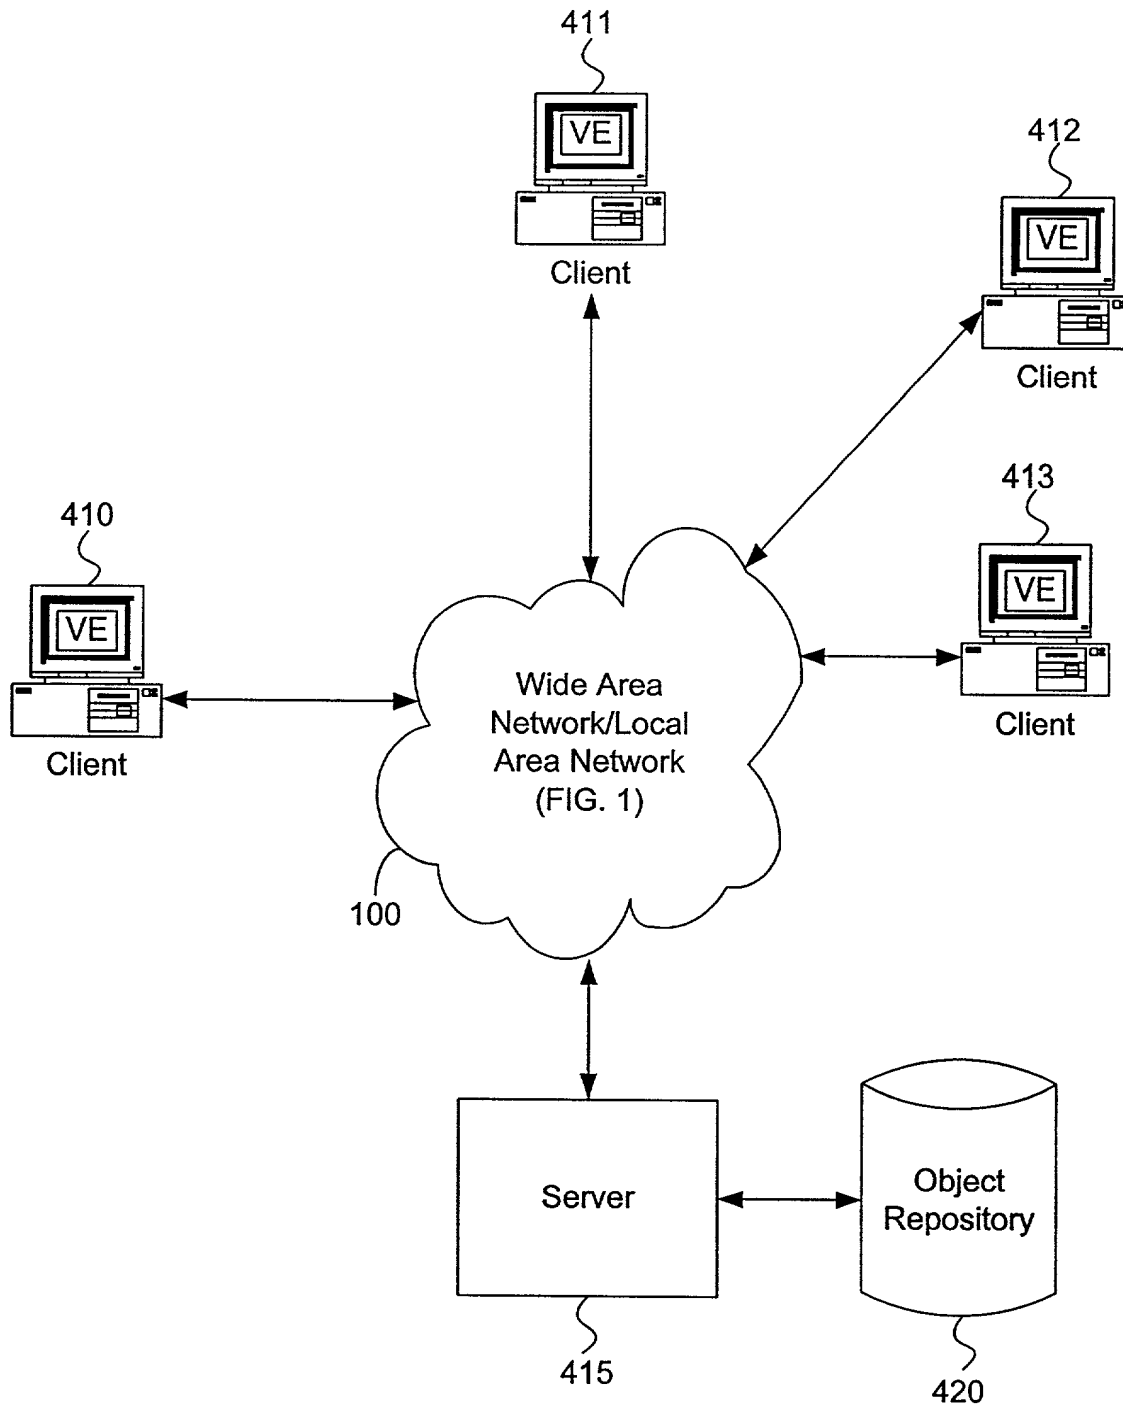 411
VE
Client
412
VE
Client
413
VE
Client
410
VE
Client
Wide Area
Network/Local
Area Network
(FIG. 1)
100
Server
415
Object
Repository
420